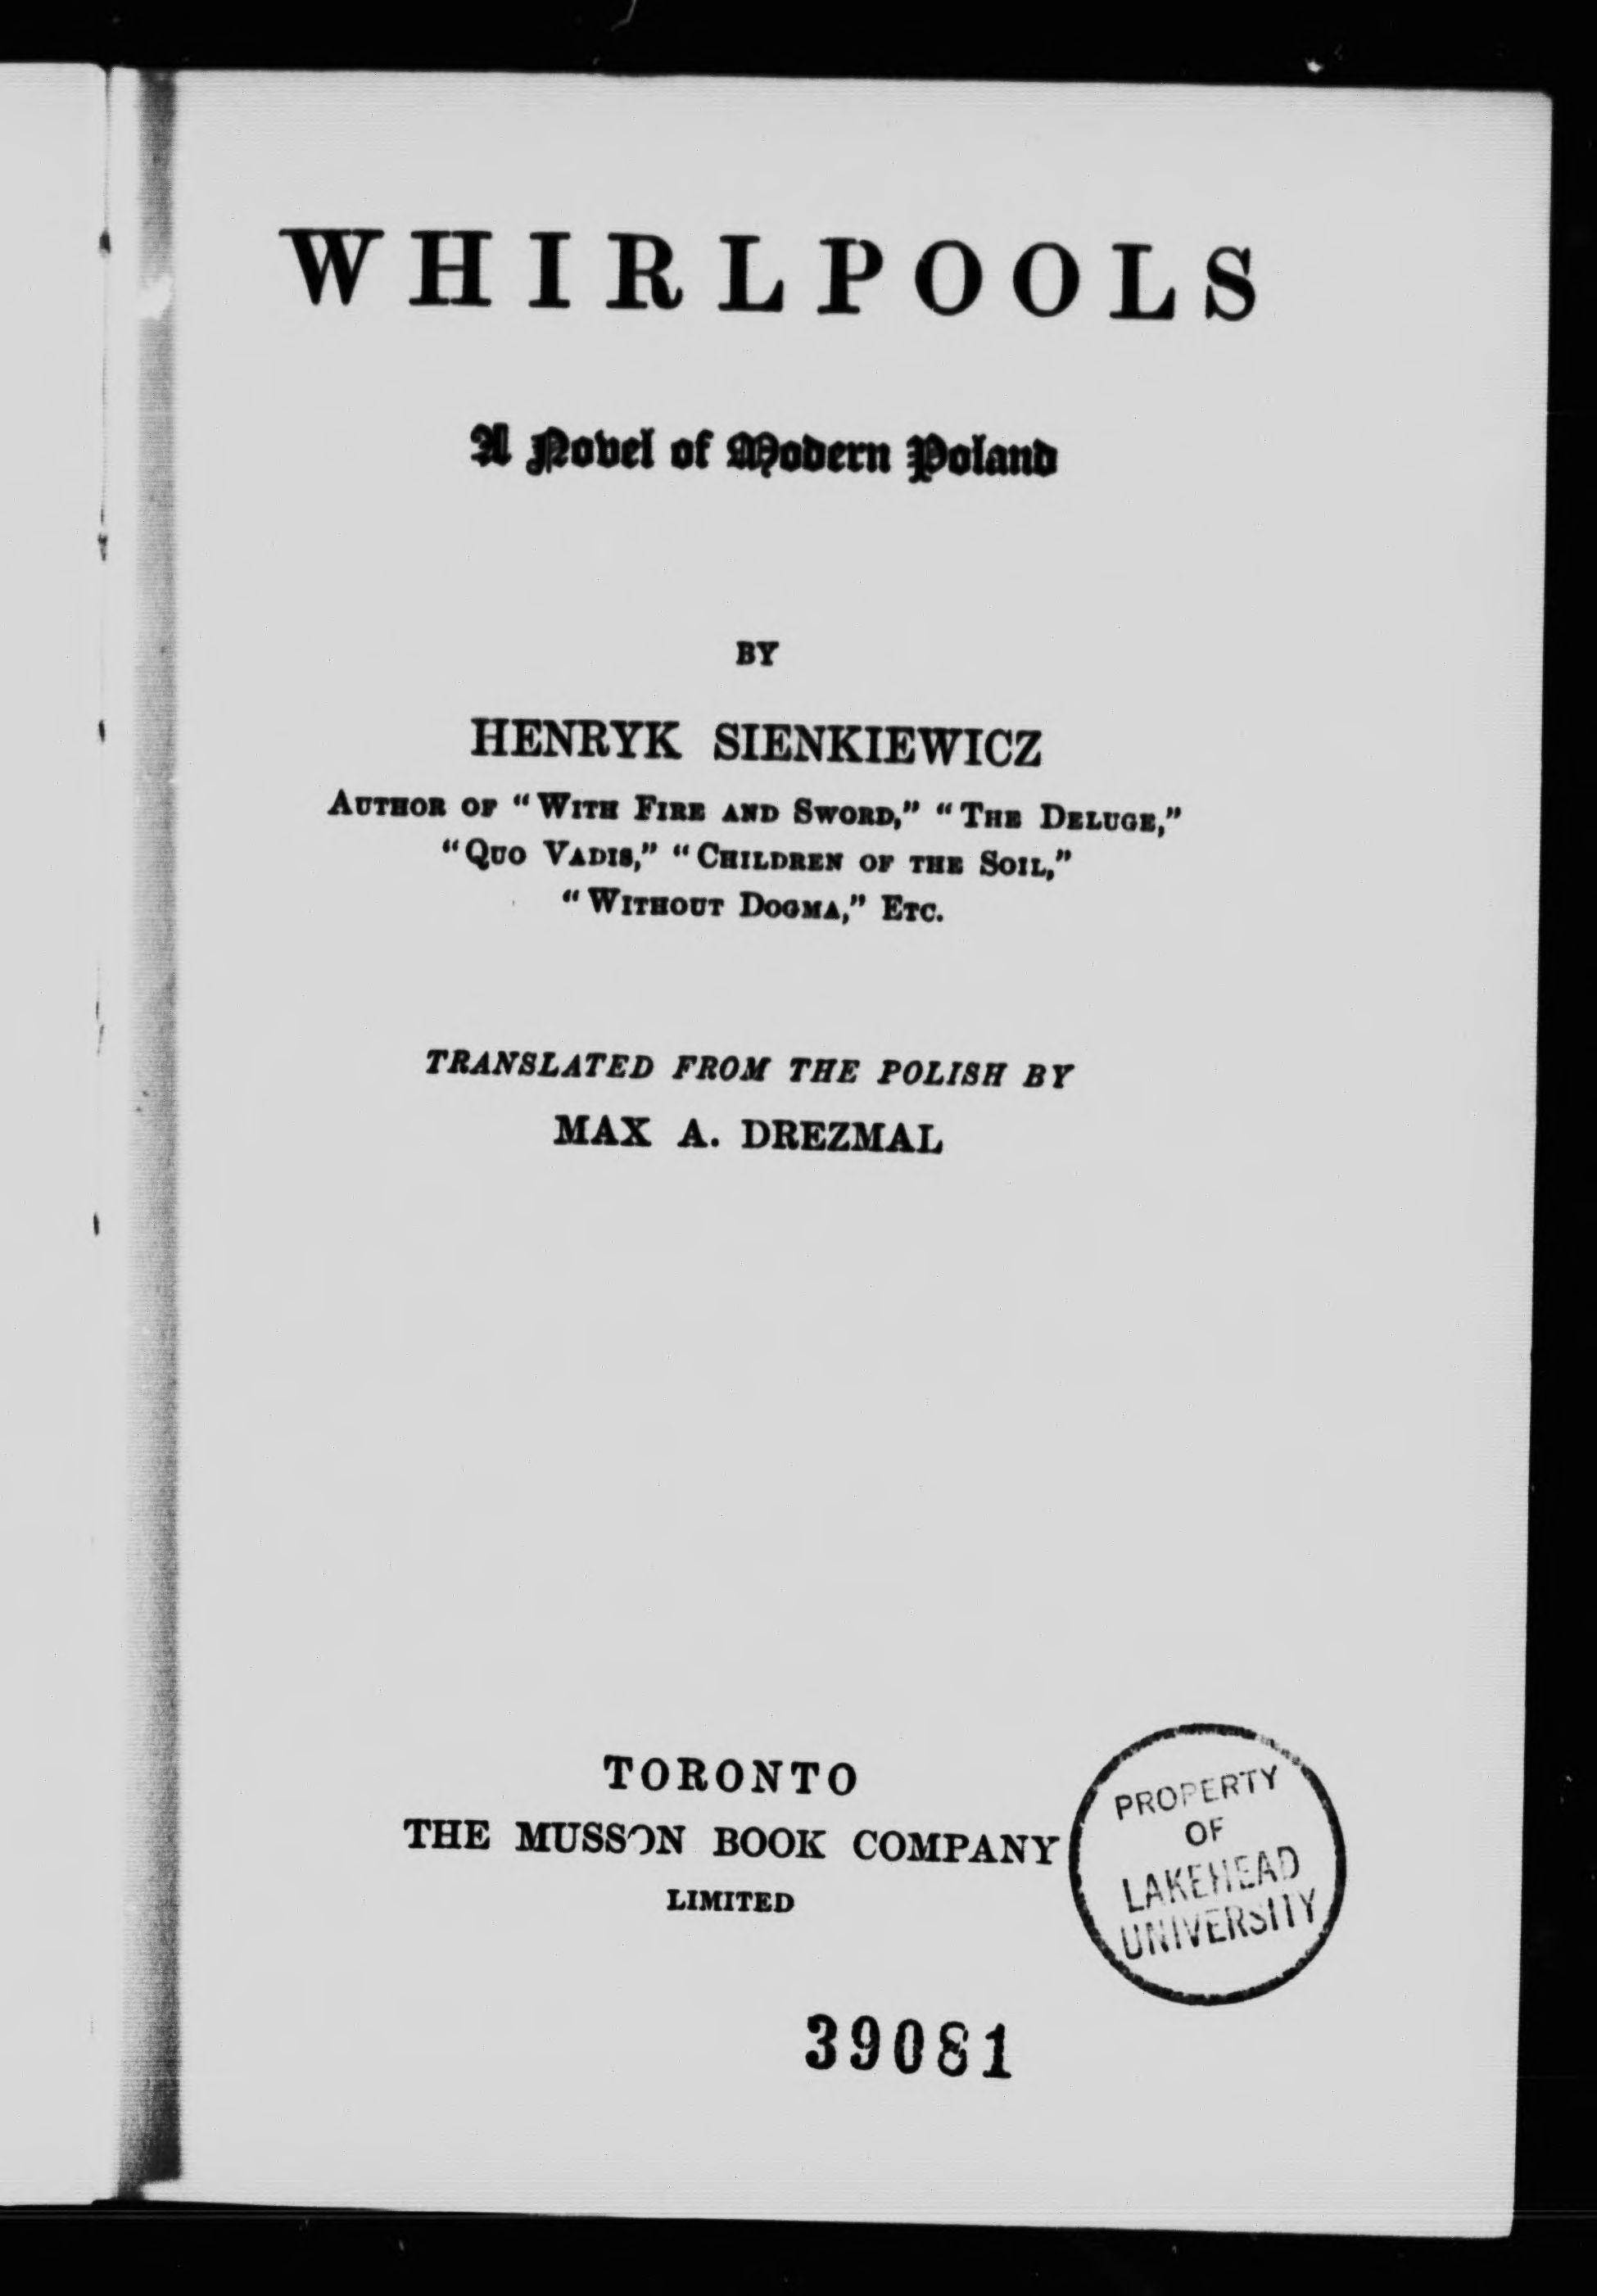 WHIRLPOOLS
A Novel of Modern Poland
BY
HENRYK SIENKIEWICZ
AUTHOR OF "WITH FIRE AND SWORD," "THE DELUGE,"
"QUO VADIS," "CHILDREN OF THE SOIL,"
"WITHOUT DOGMA," ETC.
TRANSLATED FROM THE POLISH BY
MAX A. DREZMAL
TORONTO
THE MUSSON BOOK COMPANY
LIMITED
PROPERTY
OF
LAKEHEAD
UNIVERSITY
39081